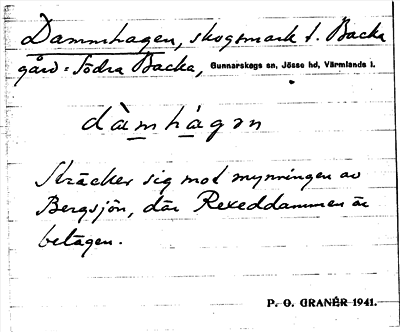 Dammhagen, skogsmark t. Backa
gård = Södra Backa, Gunnarskogs sn, Jösse hd, Värmlands l.
dàmhágən
Sträcker sig mot mynningen av
Bergsjön, där Rexeddammen är
belägen.
P. O. GRANÉR 1941.